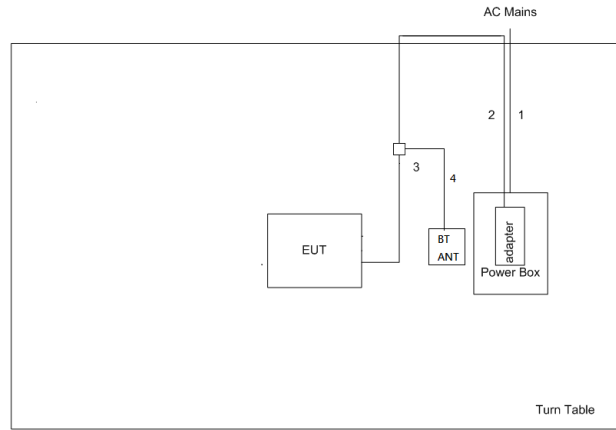 AC Mains
2
1
3
4
EUT
BT
ANT
adapter
Power Box
Turn Table